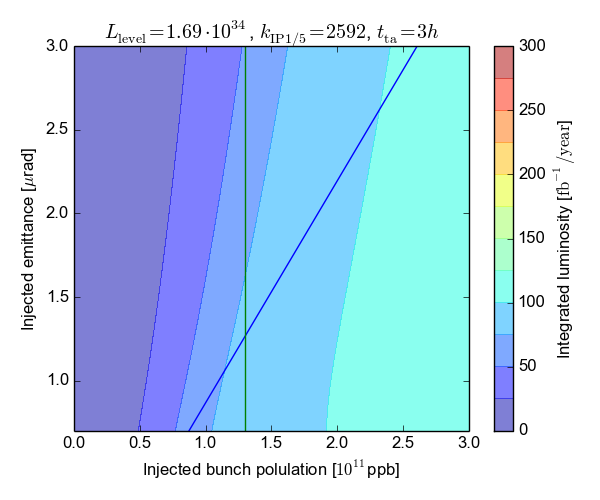 L_level=1.69·10^34, k_IP1/5=2592, t_ta=3h
3.0
2.5
2.0
1.5
1.0
Injected emittance [μrad]
0.0 0.5 1.0 1.5 2.0 2.5 3.0
Injected bunch polulation [10^11 ppb]
300
250
200
150
100
50
0
Integrated luminosity [fb^−1/year]